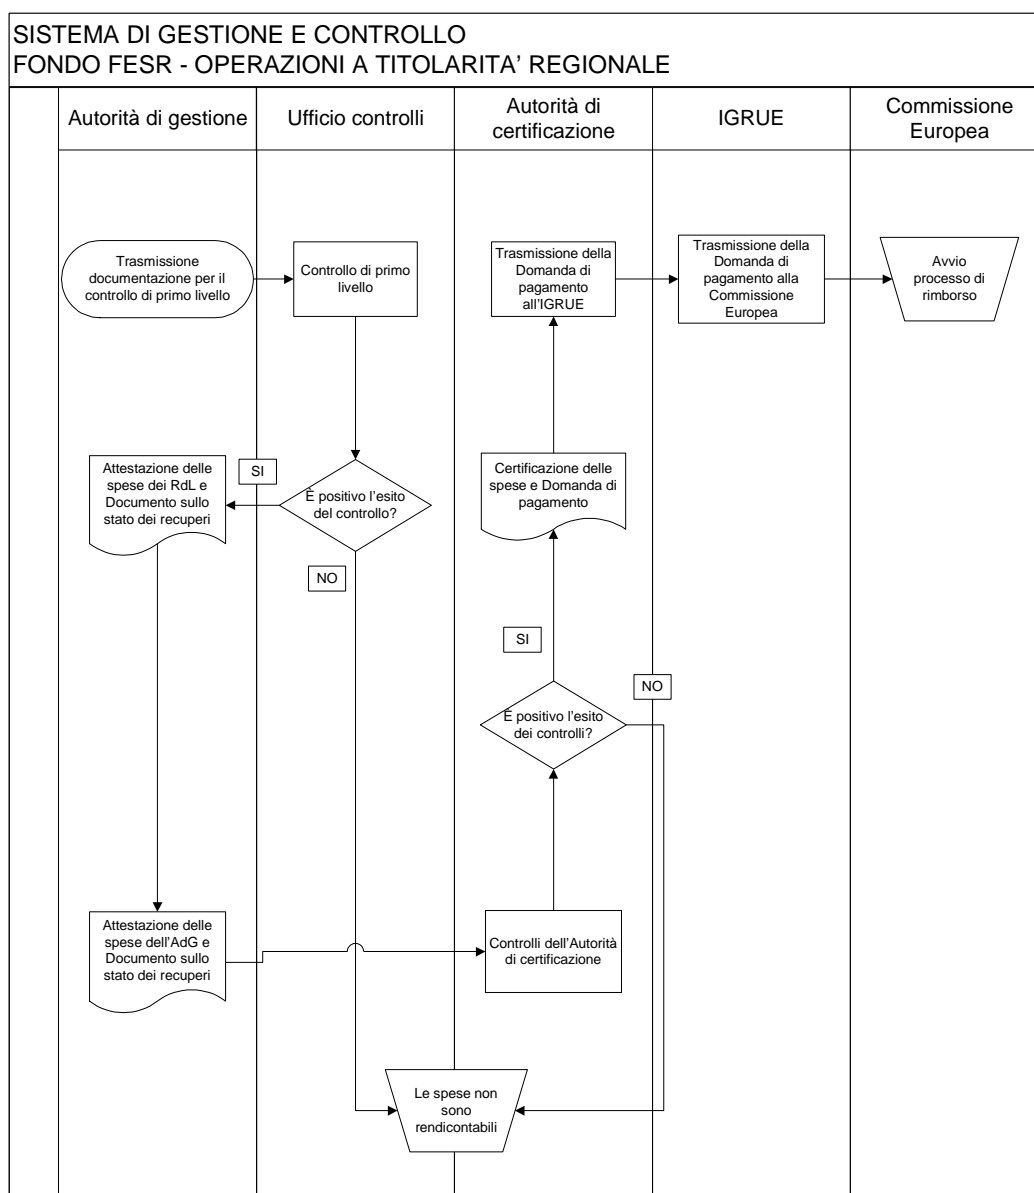 SISTEMA DI GESTIONE E CONTROLLO
FONDO FESR - OPERAZIONI A TITOLARITA' REGIONALE
Autorità di gestione
Ufficio controlli
Autorità di
certificazione
IGRUE
Commissione
Europea
Trasmissione
documentazione per il
controllo di primo livello
Controllo di primo
livello
Trasmissione della
Domanda di
pagamento
all'IGRUE
Trasmissione della
Domanda di
pagamento alla
Commissione
Europea
Avvio
processo di
rimborso
Attestazione delle
spese dei RdL e
Documento sullo
stato dei recuperi
SI
È positivo l'esito
del controllo?
NO
Certificazione delle
spese e Domanda di
pagamento
SI
NO
È positivo l'esito
dei controlli?
Attestazione delle
spese dell'AdG e
Documento sullo
stato dei recuperi
Controlli dell'Autorità
di certificazione
Le spese non
sono
rendicontabili